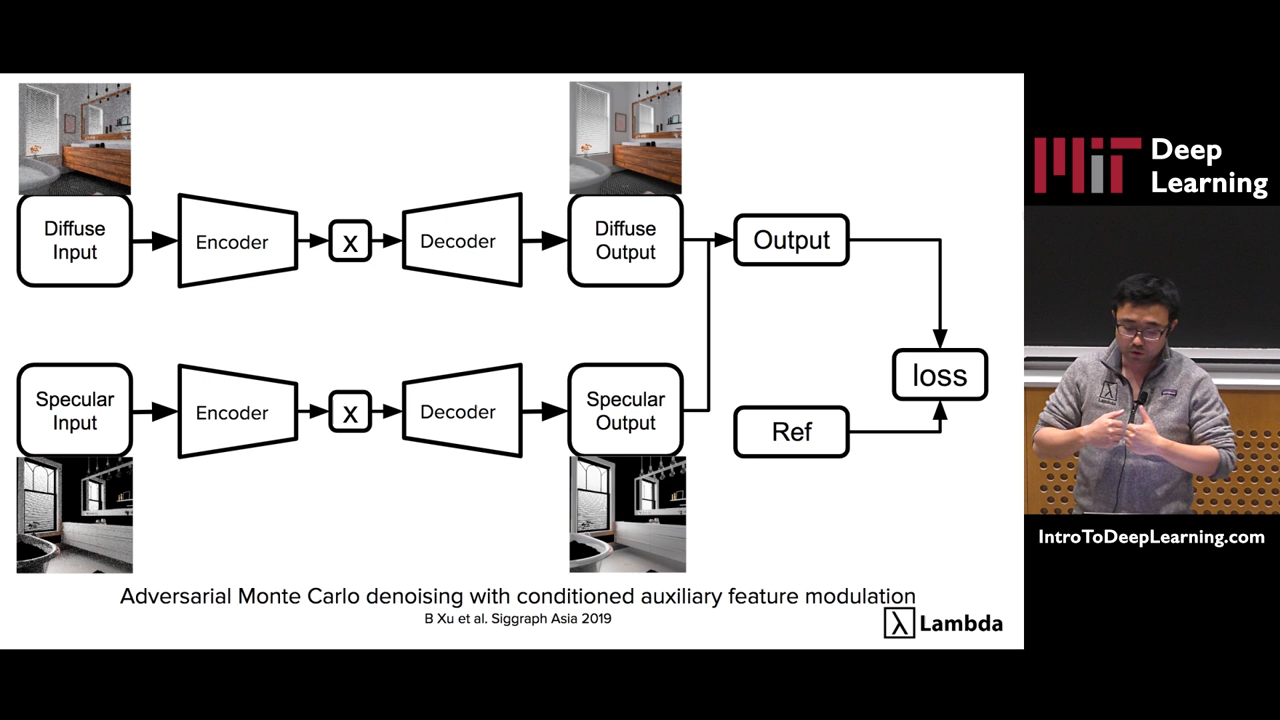 Diffuse
Input
Encoder
x
Decoder
Diffuse
Output
Output
Specular
Input
Encoder
x
Decoder
Specular
Output
Ref
loss
Adversarial Monte Carlo denoising with conditioned auxiliary feature modulation
B Xu et al. Siggraph Asia 2019
λ Lambda
MIT Deep
Learning
IntroToDeepLearning.com